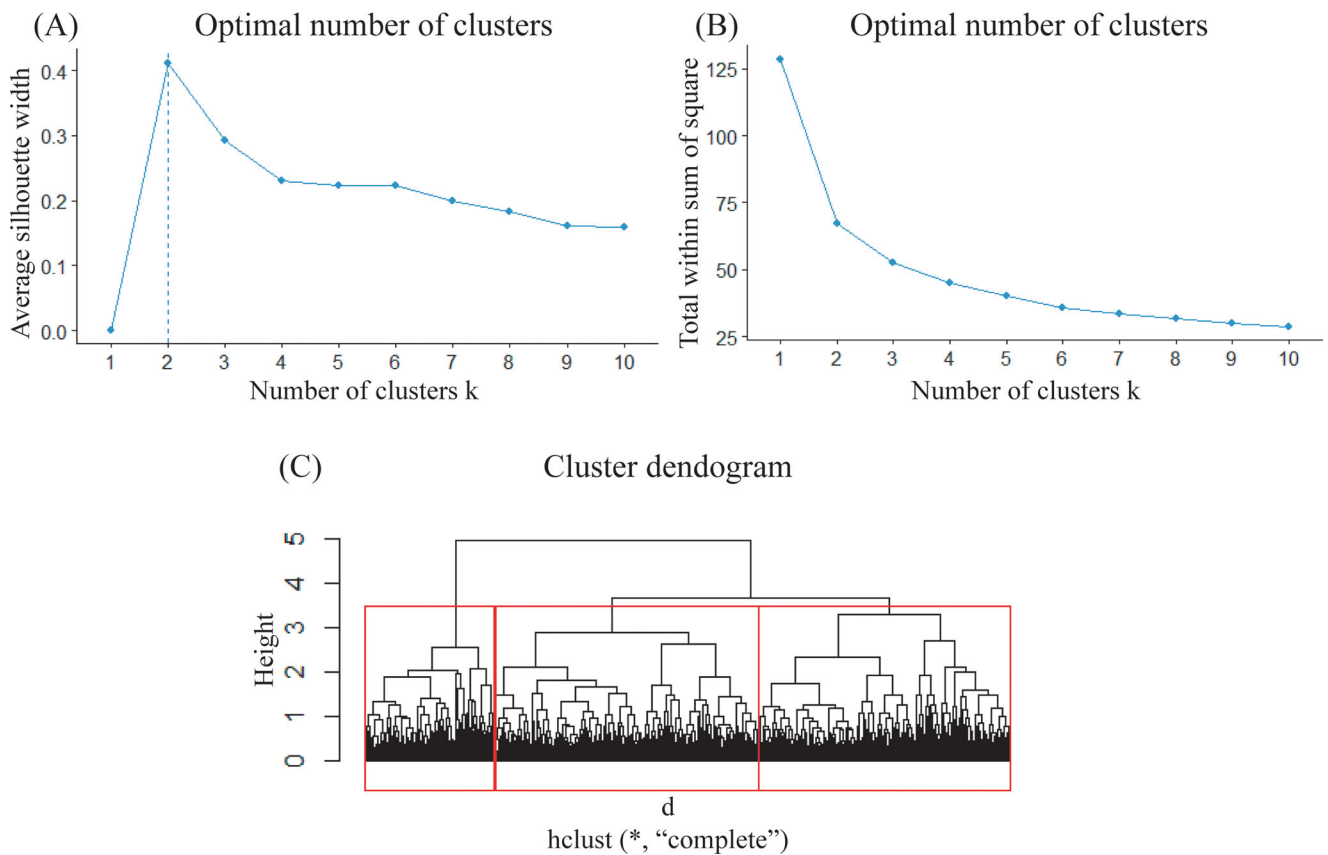 (A) Optimal number of clusters
Average silhouette width
0.4
0.3
0.2
0.1
0.0
1 2 3 4 5 6 7 8 9 10
Number of clusters k
(B) Optimal number of clusters
Total within sum of square
125
100
75
50
25
1 2 3 4 5 6 7 8 9 10
Number of clusters k
(C) Cluster dendogram
Height
5
4
3
2
1
0
d
hclust (*, “complete”)